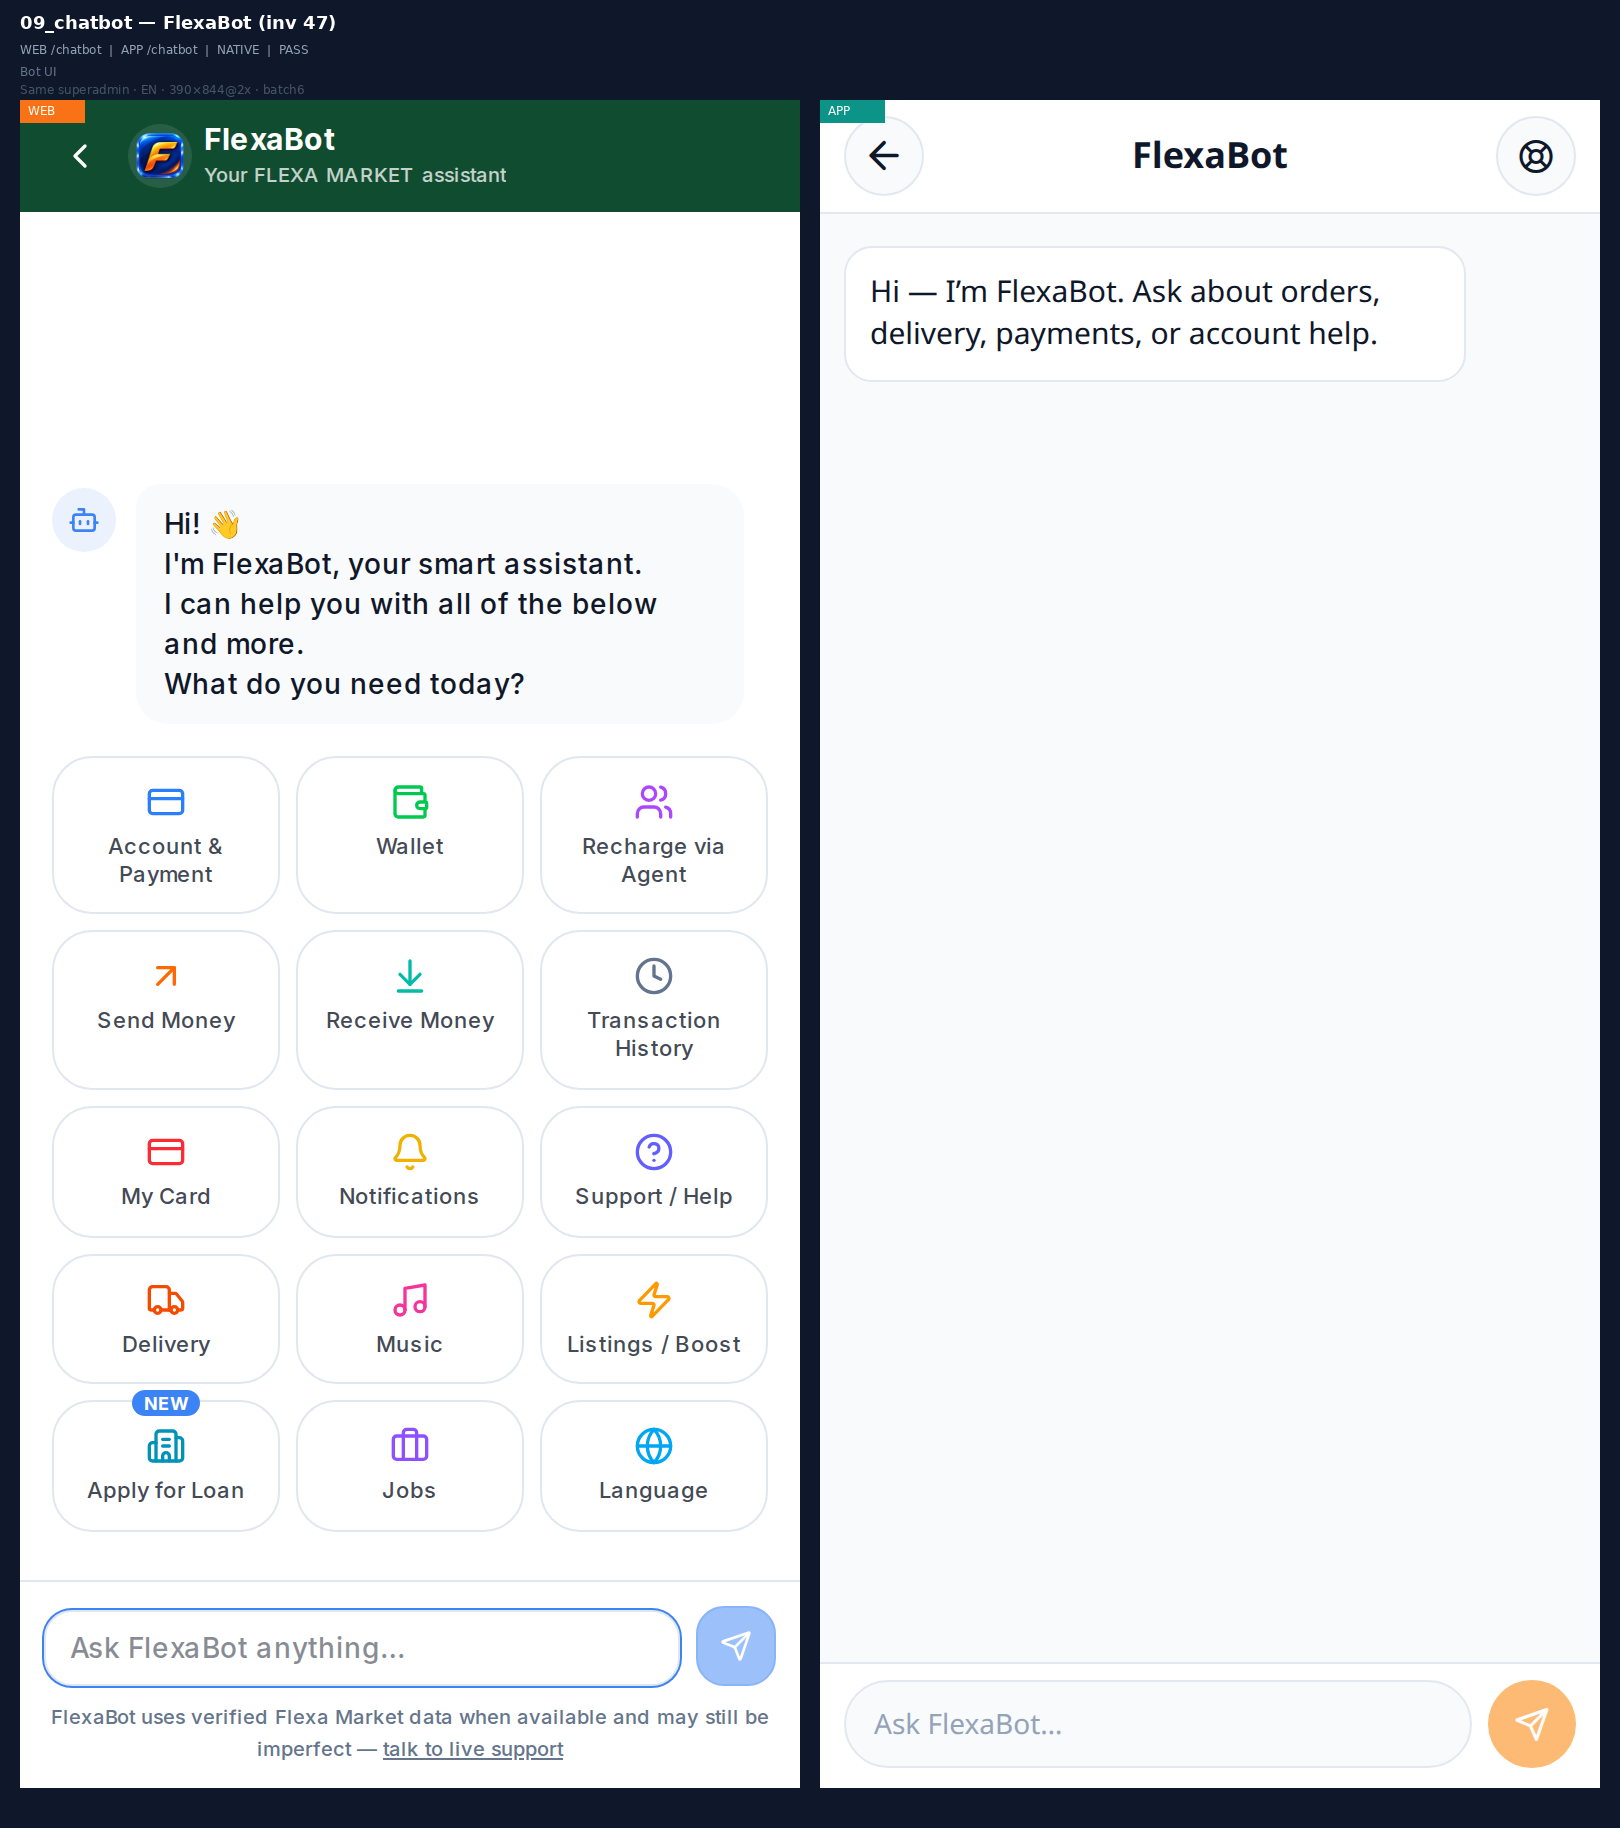 09_chatbot — FlexaBot (inv 47)
WEB /chatbot | APP /chatbot | NATIVE | PASS
Bot UI
Same superadmin · EN · 390×844@2x · batch6
WEB
FlexaBot
Your FLEXA MARKET assistant
Hi! 👋
I'm FlexaBot, your smart assistant.
I can help you with all of the below
and more.
What do you need today?
Account &
Payment
Wallet
Recharge via
Agent
Send Money
Receive Money
Transaction
History
My Card
Notifications
Support / Help
Delivery
Music
Listings / Boost
NEW
Apply for Loan
Jobs
Language
Ask FlexaBot anything...
FlexaBot uses verified Flexa Market data when available and may still be
imperfect — talk to live support
APP
FlexaBot
Hi — I’m FlexaBot. Ask about orders,
delivery, payments, or account help.
Ask FlexaBot...